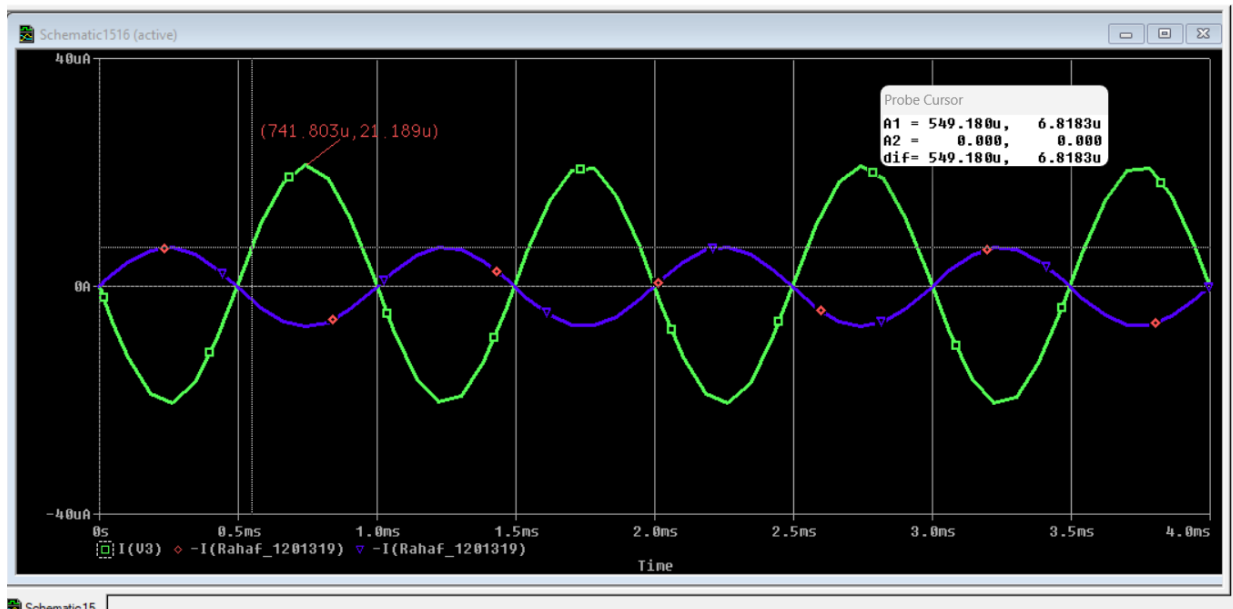 Schematic1516 (active)
40uA
(741.803u,21.189u)
Probe Cursor
A1 = 549.180u, 6.8183u
A2 = 0.000, 0.000
dif= 549.180u, 6.8183u
0A
-40uA
0s 0.5ms 1.0ms 1.5ms 2.0ms 2.5ms 3.0ms 3.5ms 4.0ms
I(V3) -I(Rahaf_1201319) -I(Rahaf_1201319)
Time
Schematic15